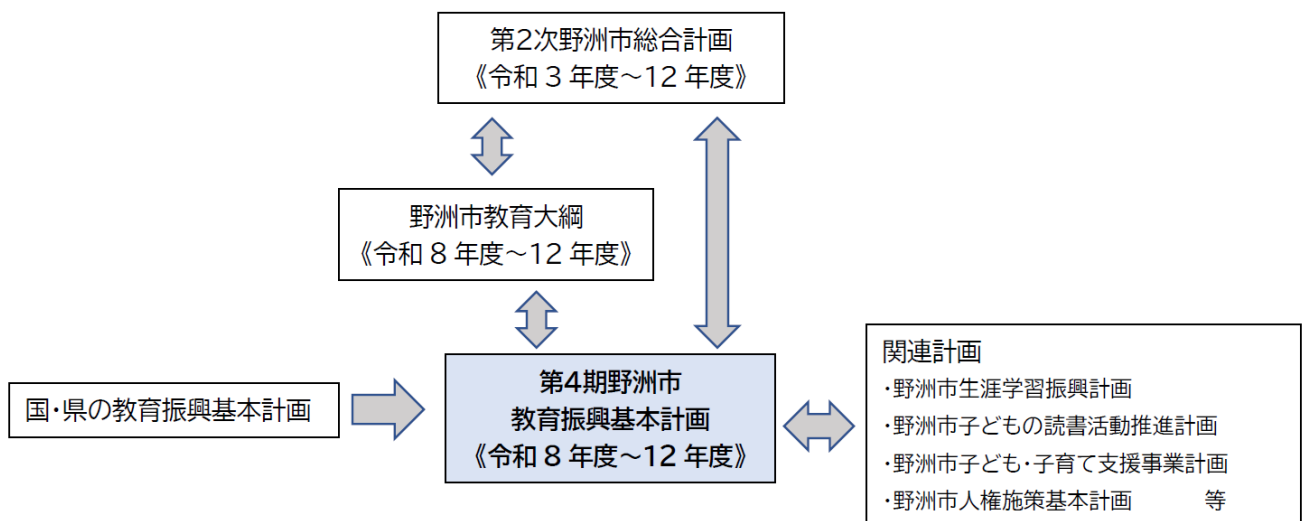 第2次野洲市総合計画
《令和 3 年度～12 年度》
野洲市教育大綱
《令和 8 年度～12 年度》
国・県の教育振興基本計画
第4期野洲市
教育振興基本計画
《令和 8 年度～12 年度》
関連計画
・野洲市生涯学習振興計画
・野洲市子どもの読書活動推進計画
・野洲市子ども・子育て支援事業計画
・野洲市人権施策基本計画　　　等